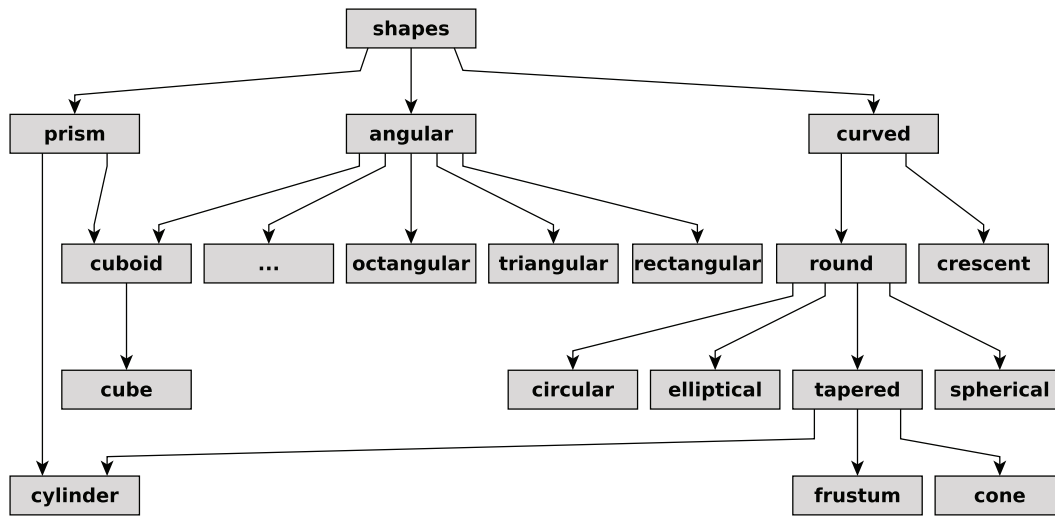 shapes
prism
angular
curved
cuboid
...
octangular
triangular
rectangular
round
crescent
cube
circular
elliptical
tapered
spherical
cylinder
frustum
cone